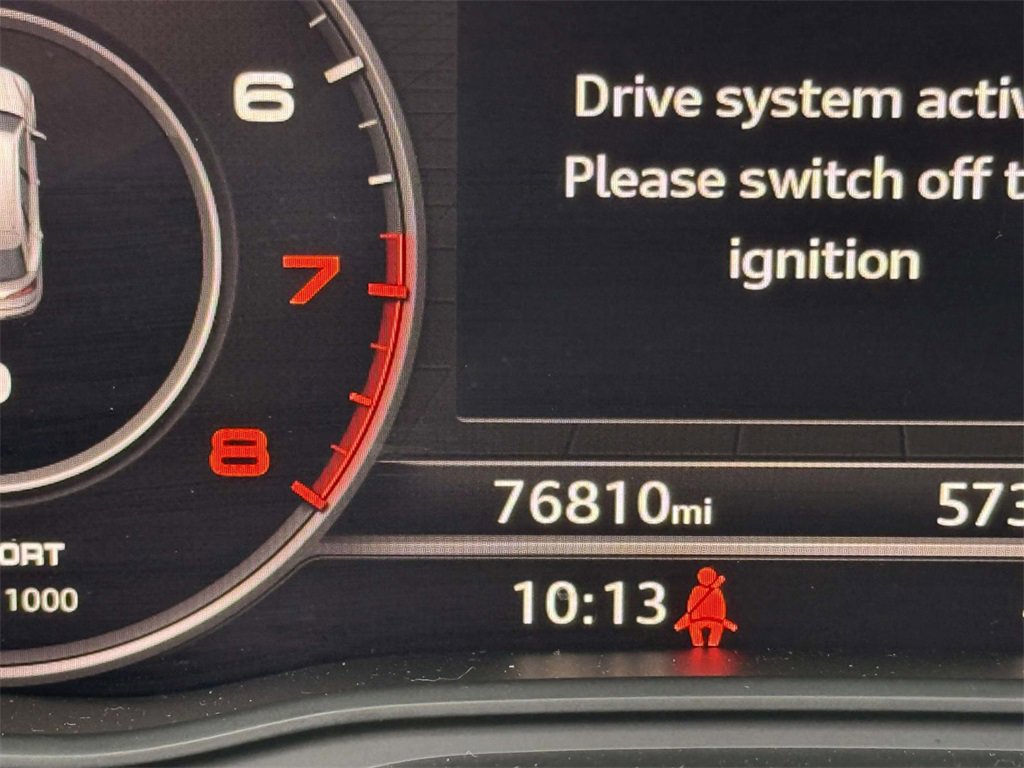 6
7
8
Drive system activ
Please switch off t
ignition
76810mi
573
ORT
1000
10:13